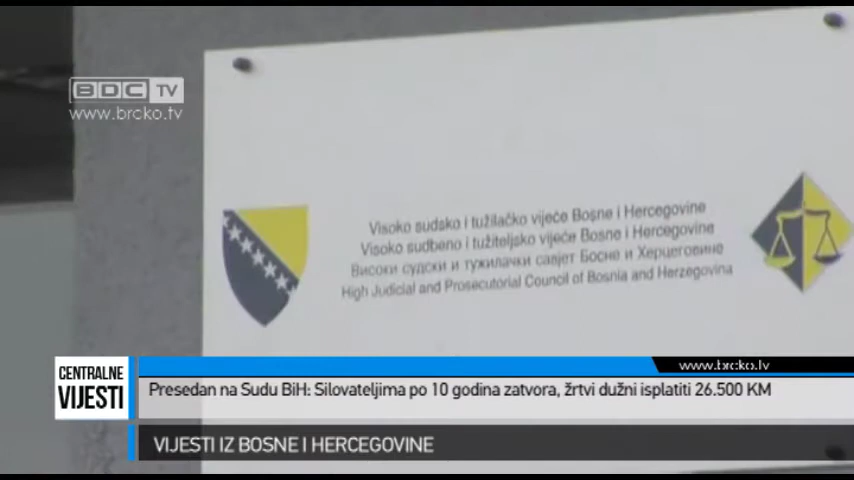 BDC TV
www.brcko.tv
Visoko sudsko i tužilačko vijeće Bosne i Hercegovine
Visoko sudbeno i tužiteljsko vijeće Bosne i Hercegovine
Високи судски и тужилачки савјет Босне и Херцеговине
High Judicial and Prosecutorial Council of Bosnia and Herzegovina
www.brcko.tv
CENTRALNE
VIJESTI
Presedan na Sudu BiH: Silovateljima po 10 godina zatvora, žrtvi dužni isplatiti 26.500 KM
VIJESTI IZ BOSNE I HERCEGOVINE